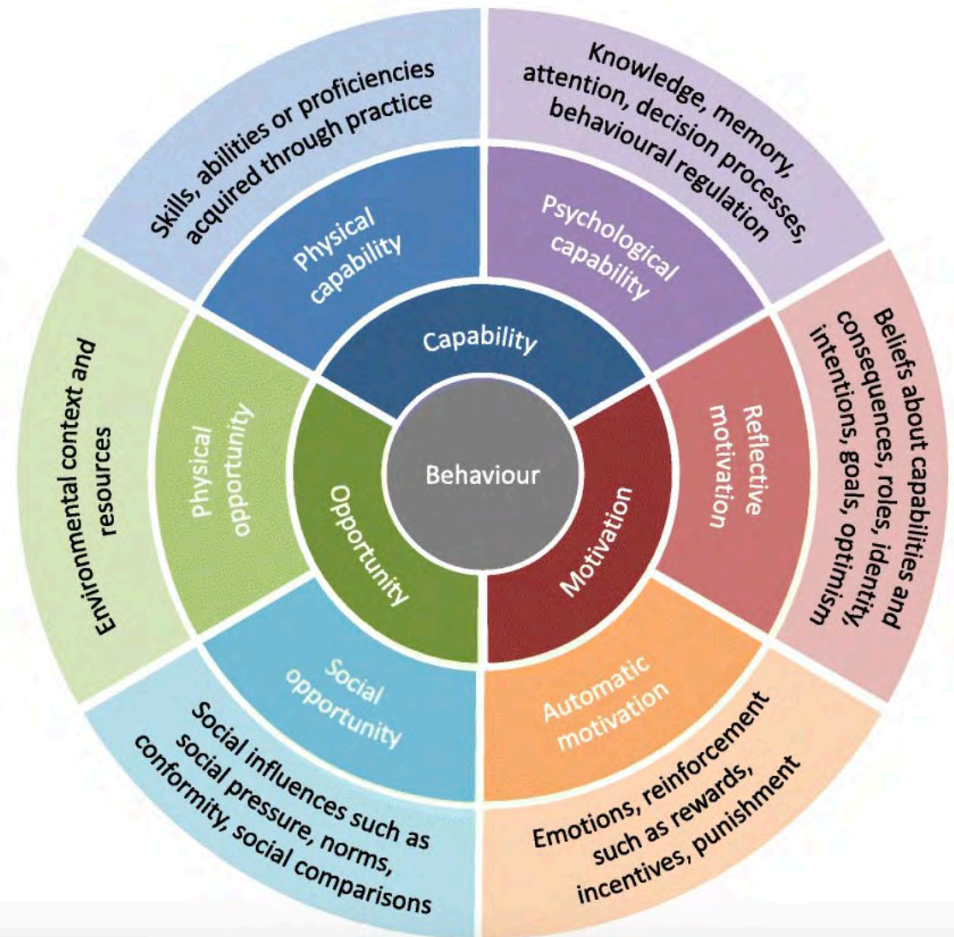 Behaviour
Capability
Motivation
Opportunity
Physical
capability
Psychological
capability
Reflective
motivation
Automatic
motivation
Social
opportunity
Physical
opportunity
Skills, abilities or proficiencies
acquired through practice
Knowledge, memory,
attention, decision processes,
behavioural regulation
Beliefs about capabilities and
consequences, roles, identity,
intentions, goals, optimism
Emotions, reinforcement
such as rewards,
incentives, punishment
Social influences such as
social pressure, norms,
conformity, social comparisons
Environmental context and
resources